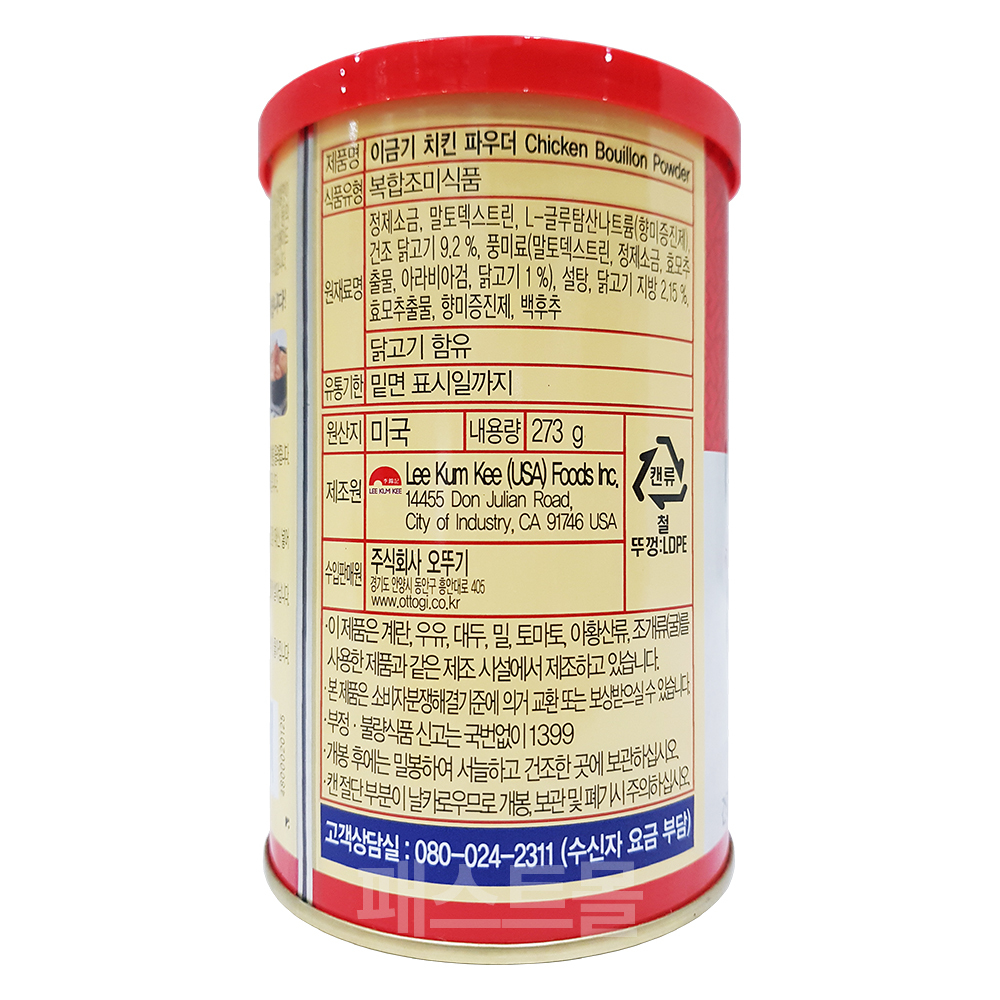 제품명 이금기 치킨 파우더 Chicken Bouillon Powder
식품유형 복합조미식품
원재료명 정제소금, 말토덱스트린, L-글루탐산나트륨(향미증진제),
건조 닭고기 9.2%, 풍미료(말토덱스트린, 정제소금, 효모추
출물, 아라비아검, 닭고기 1%), 설탕, 닭고기 지방 2.15%,
효모추출물, 향미증진제, 백후추
닭고기 함유
유통기한 밑면 표시일까지
원산지 미국 내용량 273 g
제조원 李錦記 LEE KUM KEE Lee Kum Kee (USA) Foods Inc,
14455 Don Julian Road,
City of Industry, CA 91746 USA
캔류
철
뚜껑:LDPE
수입판매원 주식회사 오뚜기
경기도 안양시 동안구 흥안대로 405
www.ottogi.co.kr
·이 제품은 계란, 우유, 대두, 밀, 토마토, 아황산류, 조개류(굴)를
사용한 제품과 같은 제조 시설에서 제조하고 있습니다.
·본 제품은 소비자분쟁해결기준에 의거 교환 또는 보상받으실 수 있습니다.
·부정·불량식품 신고는 국번없이 1399
·개봉 후에는 밀봉하여 서늘하고 건조한 곳에 보관하십시오.
·캔 절단 부분이 날카로우므로 개봉, 보관 및 폐기시 주의하십시오.
고객상담실 : 080-024-2311 (수신자 요금 부담)
패스트몰